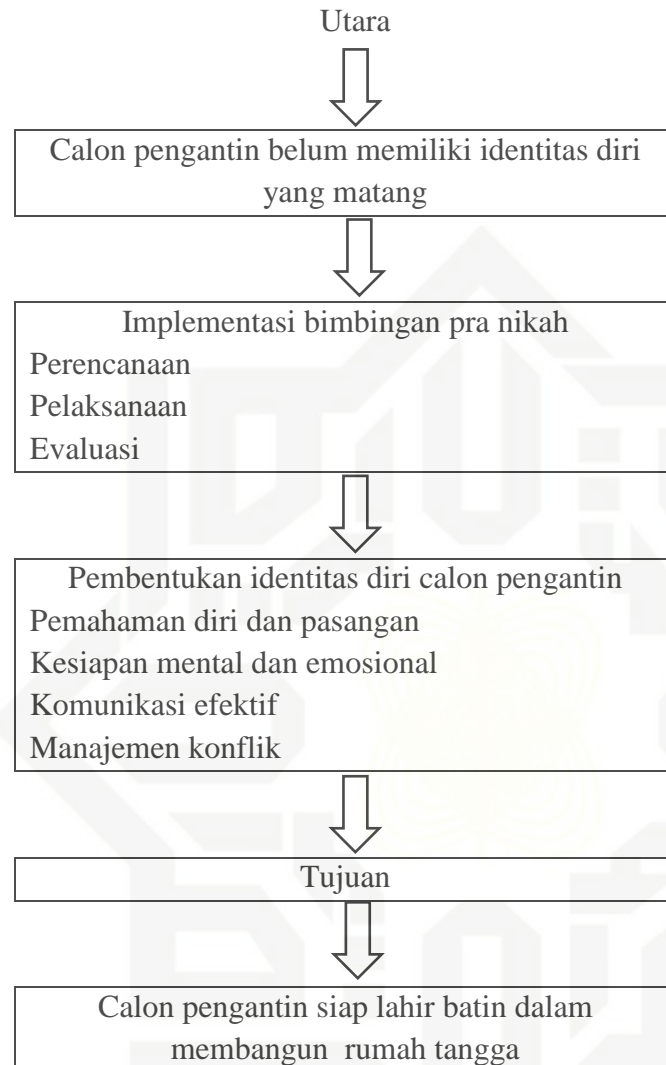 Utara
Calon pengantin belum memiliki identitas diri
yang matang
Implementasi bimbingan pra nikah
Perencanaan
Pelaksanaan
Evaluasi
Pembentukan identitas diri calon pengantin
Pemahaman diri dan pasangan
Kesiapan mental dan emosional
Komunikasi efektif
Manajemen konflik
Tujuan
Calon pengantin siap lahir batin dalam
membangun  rumah tangga